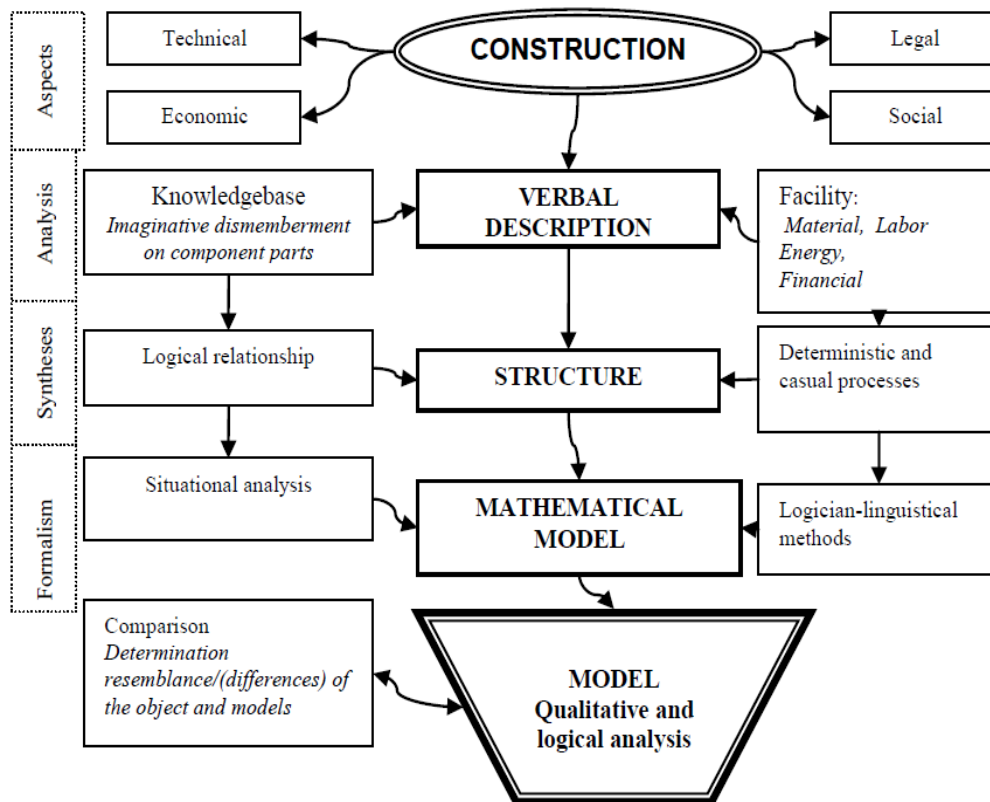 Aspects
Technical
CONSTRUCTION
Legal
Economic
Social
Analysis
Knowledgebase
Imaginative dismemberment
on component parts
VERBAL
DESCRIPTION
Facility:
Material, Labor
Energy,
Financial
Syntheses
Logical relationship
STRUCTURE
Deterministic and
casual processes
Formalism
Situational analysis
MATHEMATICAL
MODEL
Logician-linguistical
methods
Comparison
Determination
resemblance/(differences) of
the object and models
MODEL
Qualitative and
logical analysis